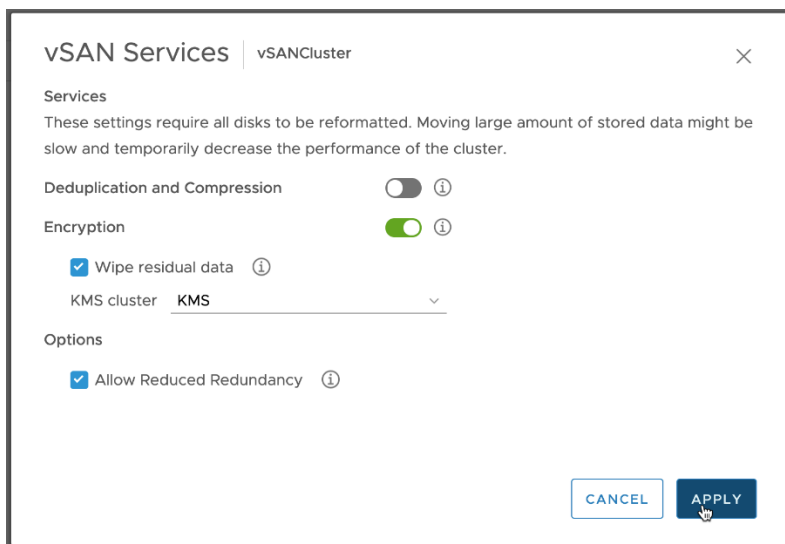 vSAN Services vSANCluster
Services
These settings require all disks to be reformatted. Moving large amount of stored data might be
slow and temporarily decrease the performance of the cluster.
Deduplication and Compression
Encryption
Wipe residual data
KMS cluster KMS
Options
Allow Reduced Redundancy
CANCEL APPLY